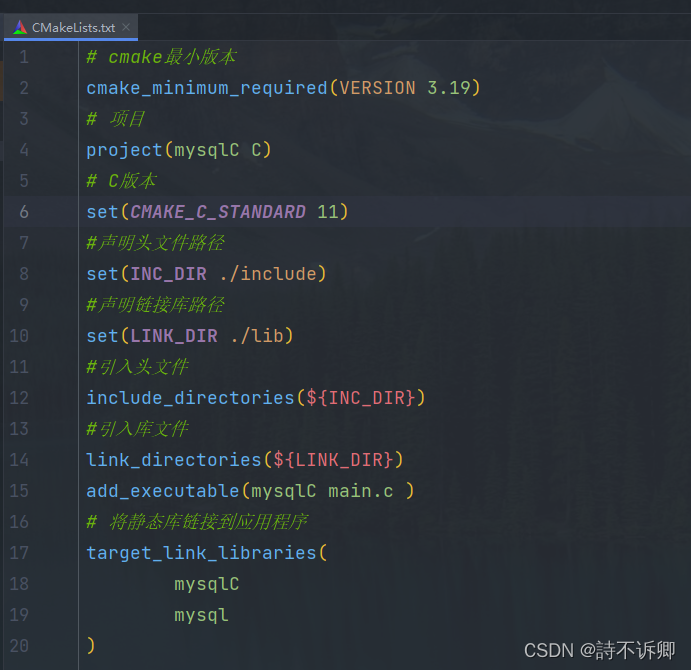 CMakeLists.txt
1 # cmake最小版本
2 cmake_minimum_required(VERSION 3.19)
3 # 项目
4 project(mysqlC C)
5 # C版本
6 set(CMAKE_C_STANDARD 11)
7 #声明头文件路径
8 set(INC_DIR ./include)
9 #声明链接库路径
10 set(LINK_DIR ./lib)
11 #引入头文件
12 include_directories(${INC_DIR})
13 #引入库文件
14 link_directories(${LINK_DIR})
15 add_executable(mysqlC main.c )
16 # 将静态库链接到应用程序
17 target_link_libraries(
18 mysqlC
19 mysql
20 )
CSDN @詩不诉卿